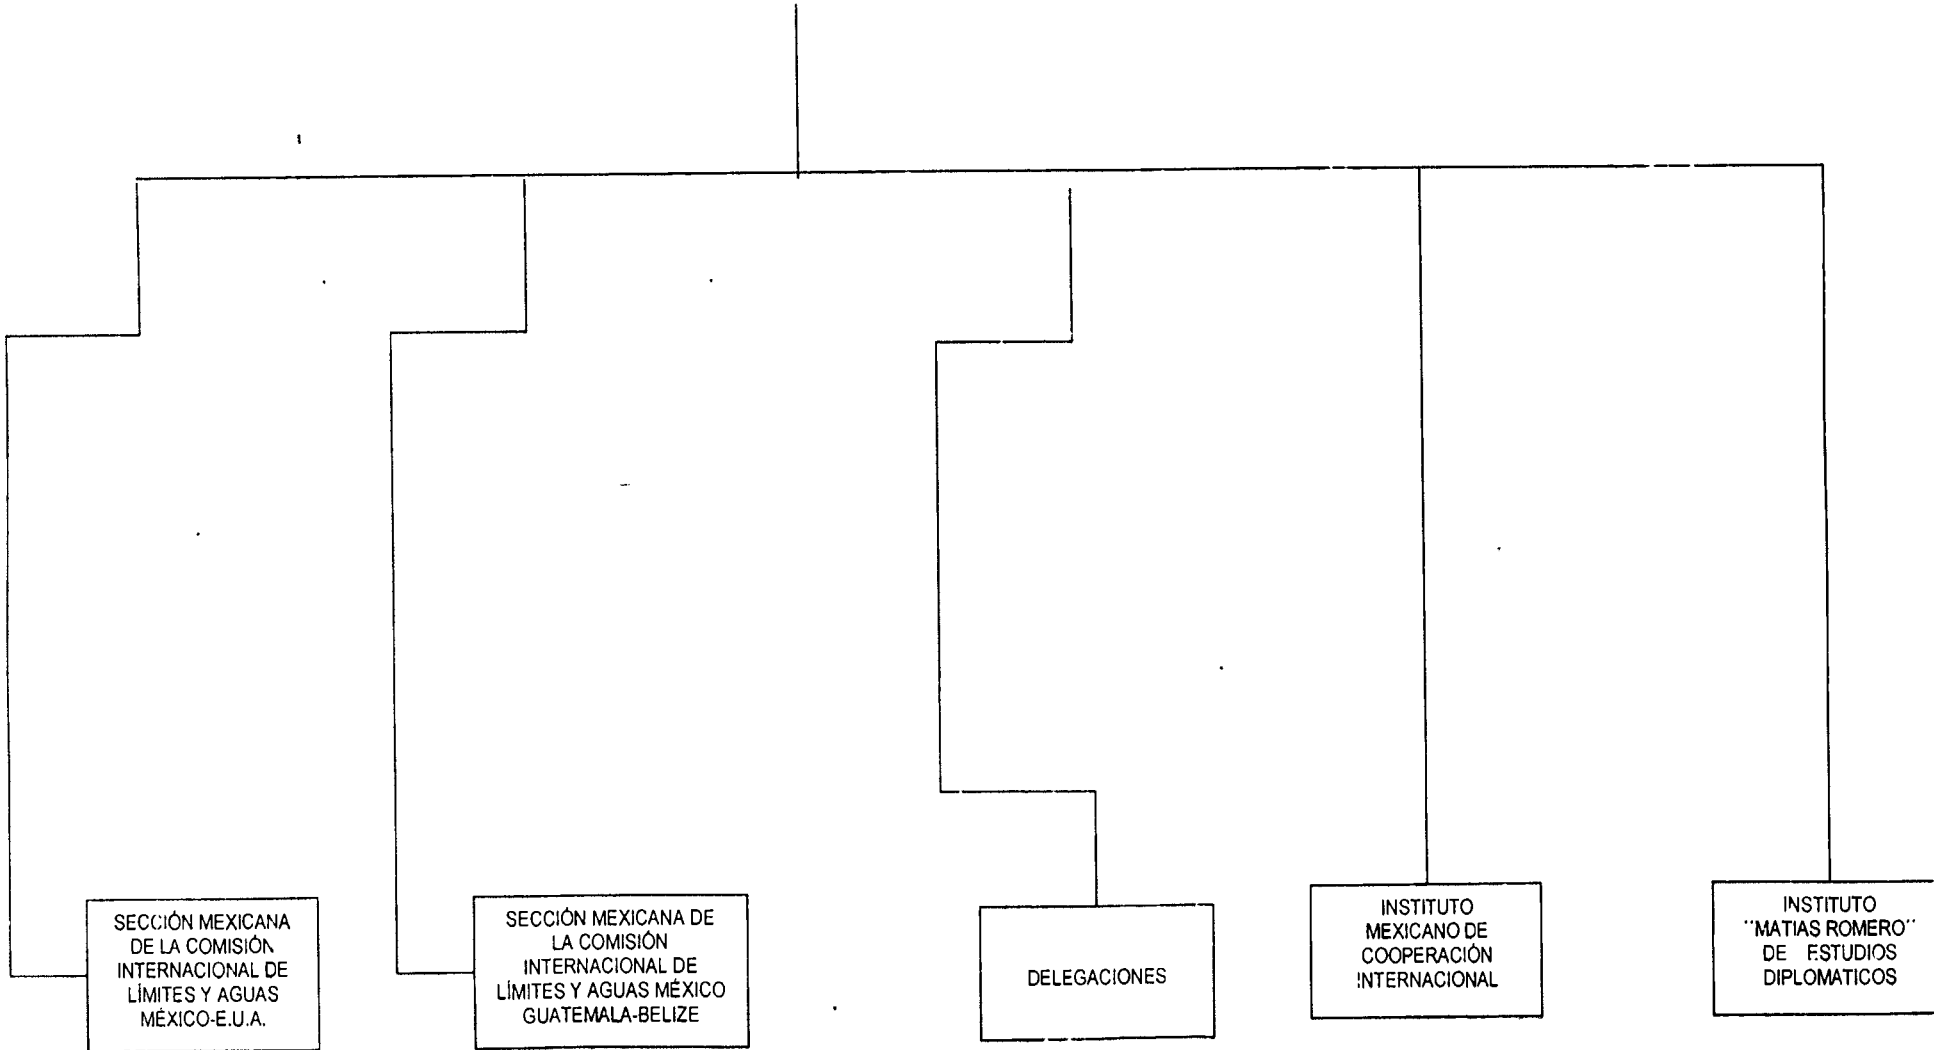 SECCIÓN MEXICANA
DE LA COMISIÓN
INTERNACIONAL DE
LÍMITES Y AGUAS
MÉXICO-E.U.A.
SECCIÓN MEXICANA DE
LA COMISIÓN
INTERNACIONAL DE
LÍMITES Y AGUAS MÉXICO
GUATEMALA-BELIZE
DELEGACIONES
INSTITUTO
MEXICANO DE
COOPERACIÓN
INTERNACIONAL
INSTITUTO
"MATIAS ROMERO"
DE ESTUDIOS
DIPLOMATICOS